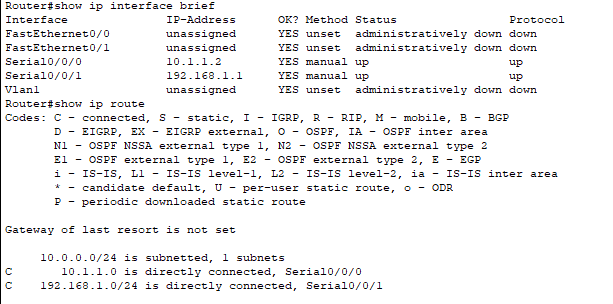 Router#show ip interface brief
Interface              IP-Address      OK? Method Status                Protocol
FastEthernet0/0        unassigned      YES unset  administratively down down
FastEthernet0/1        unassigned      YES unset  administratively down down
Serial0/0/0            10.1.1.2        YES manual up                    up
Serial0/0/1            192.168.1.1     YES manual up                    up
Vlan1                  unassigned      YES unset  administratively down down
Router#show ip route
Codes: C - connected, S - static, I - IGRP, R - RIP, M - mobile, B - BGP
       D - EIGRP, EX - EIGRP external, O - OSPF, IA - OSPF inter area
       N1 - OSPF NSSA external type 1, N2 - OSPF NSSA external type 2
       E1 - OSPF external type 1, E2 - OSPF external type 2, E - EGP
       i - IS-IS, L1 - IS-IS level-1, L2 - IS-IS level-2, ia - IS-IS inter area
       * - candidate default, U - per-user static route, o - ODR
       P - periodic downloaded static route
Gateway of last resort is not set
     10.0.0.0/24 is subnetted, 1 subnets
C       10.1.1.0 is directly connected, Serial0/0/0
C    192.168.1.0/24 is directly connected, Serial0/0/1